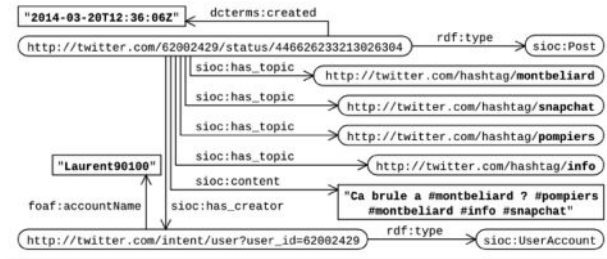 "2014-03-20T12:36:06Z"
dcterms:created
http://twitter.com/62002429/status/446626233213026304
rdf:type
sioc:Post
sioc:has_topic
http://twitter.com/hashtag/montbeliard
sioc:has_topic
http://twitter.com/hashtag/snapchat
sioc:has_topic
http://twitter.com/hashtag/pompiers
sioc:has_topic
http://twitter.com/hashtag/info
"Laurent90100"
sioc:content
"Ca brule a #montbeliard ? #pompiers
#montbeliard #info #snapchat"
foaf:accountName
sioc:has_creator
http://twitter.com/intent/user?user_id=62002429
rdf:type
sioc:UserAccount